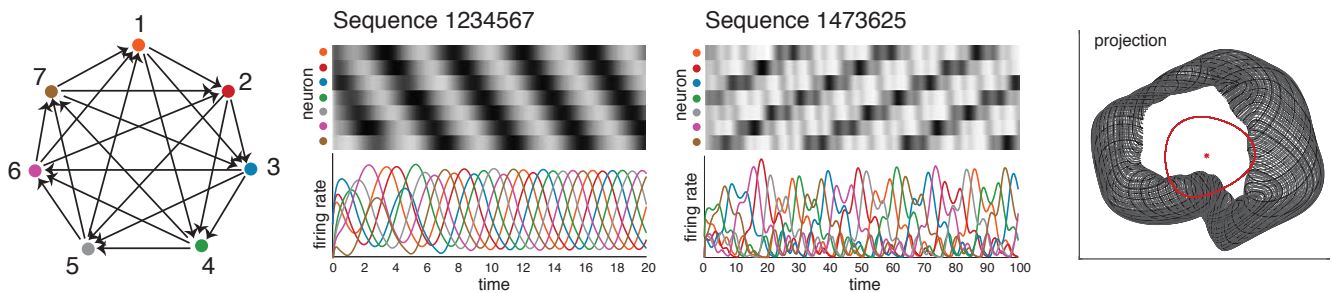 1
2
3
4
5
6
7
Sequence 1234567
neuron
firing rate
0 2 4 6 8 10 12 14 16 18 20
time
Sequence 1473625
neuron
firing rate
0 10 20 30 40 50 60 70 80 90 100
time
projection